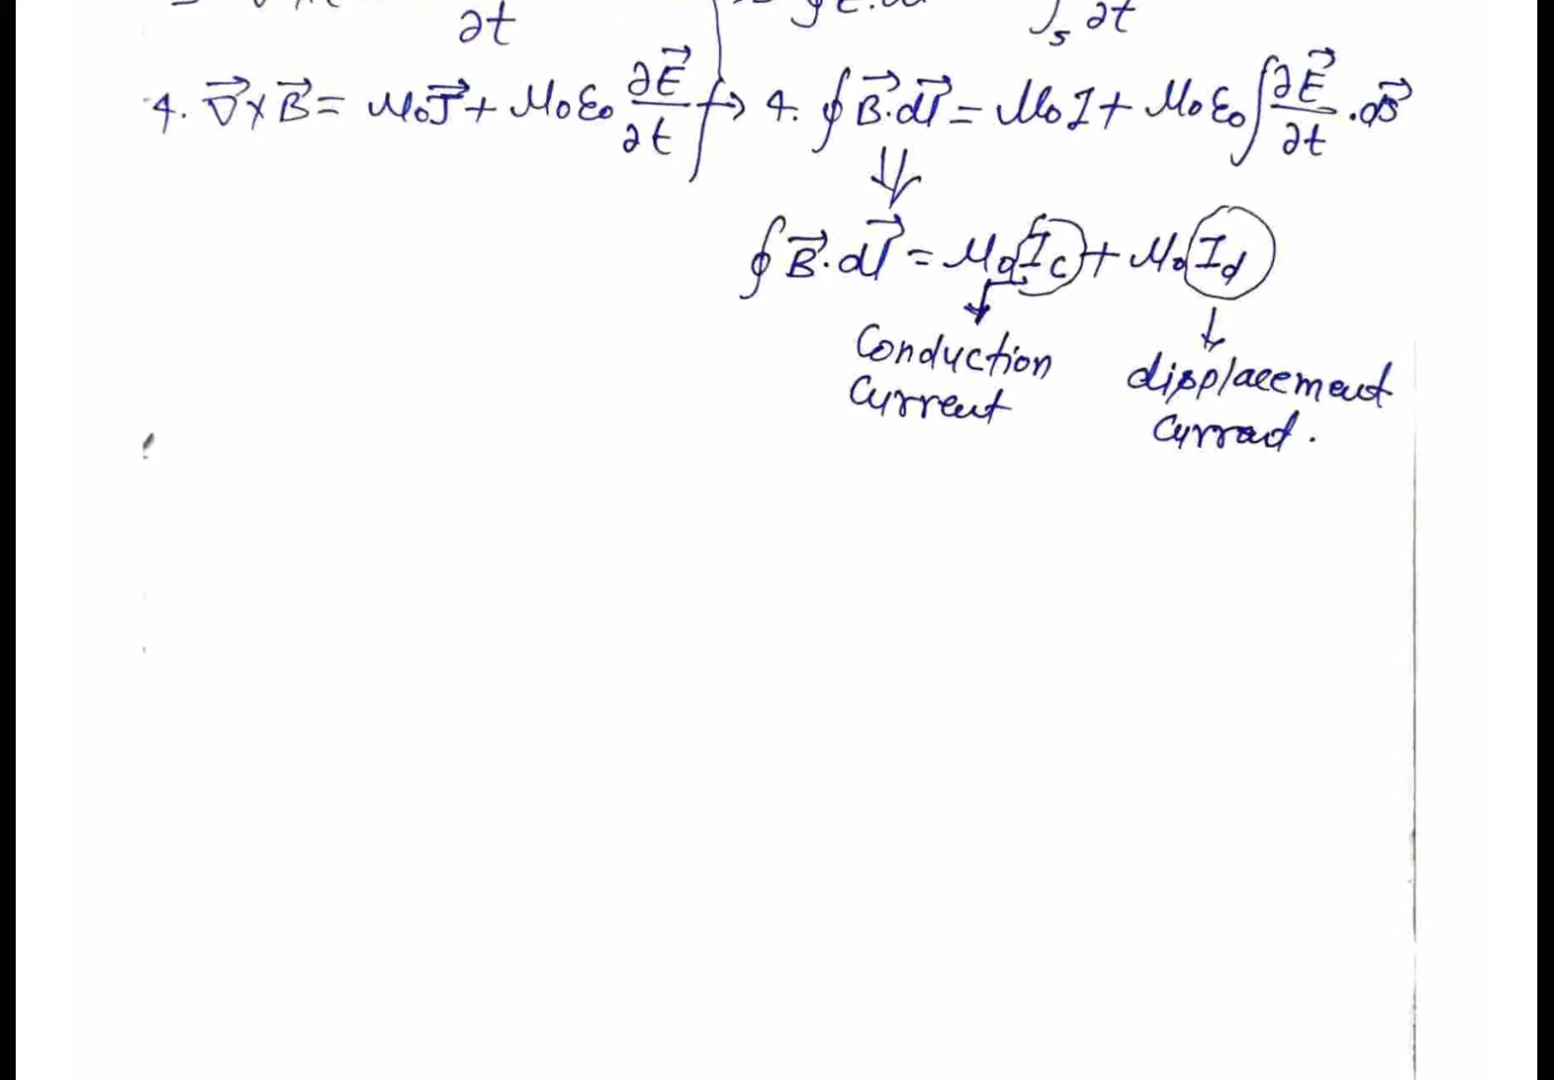 ∂t ∂t
4. ∇⃗×B⃗ = μ₀J⃗ + μ₀ε₀ ∂E⃗/∂t → 4. ∮B⃗.dl⃗ = μ₀I + μ₀ε₀∫∂E⃗/∂t .ds⃗
⇓
∮B⃗.dl⃗ = μ₀I_c + μ₀I_d
Conduction displacement
Current Current.